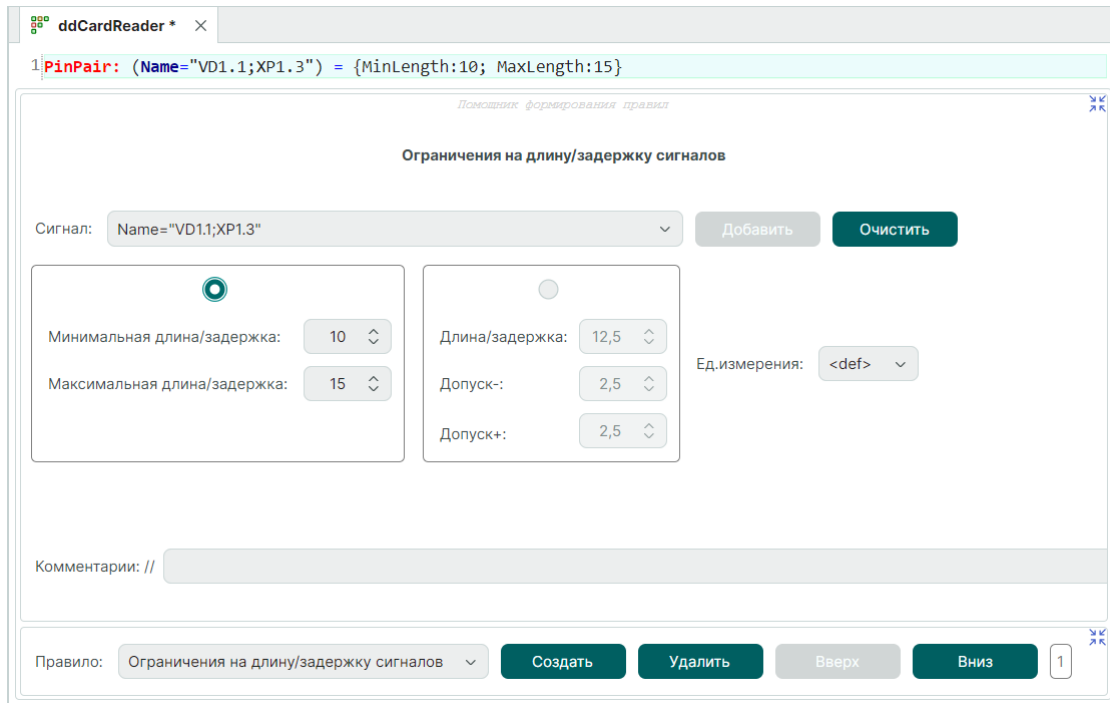 ddCardReader *
1 PinPair: (Name="VD1.1;XP1.3") = {MinLength:10; MaxLength:15}
Помощник формирования правил
Ограничения на длину/задержку сигналов
Сигнал: Name="VD1.1;XP1.3" Добавить Очистить
Минимальная длина/задержка: 10
Максимальная длина/задержка: 15
Длина/задержка: 12,5
Допуск-: 2,5
Допуск+: 2,5
Ед.измерения: <def>
Комментарии: //
Правило: Ограничения на длину/задержку сигналов Создать Удалить Вверх Вниз 1